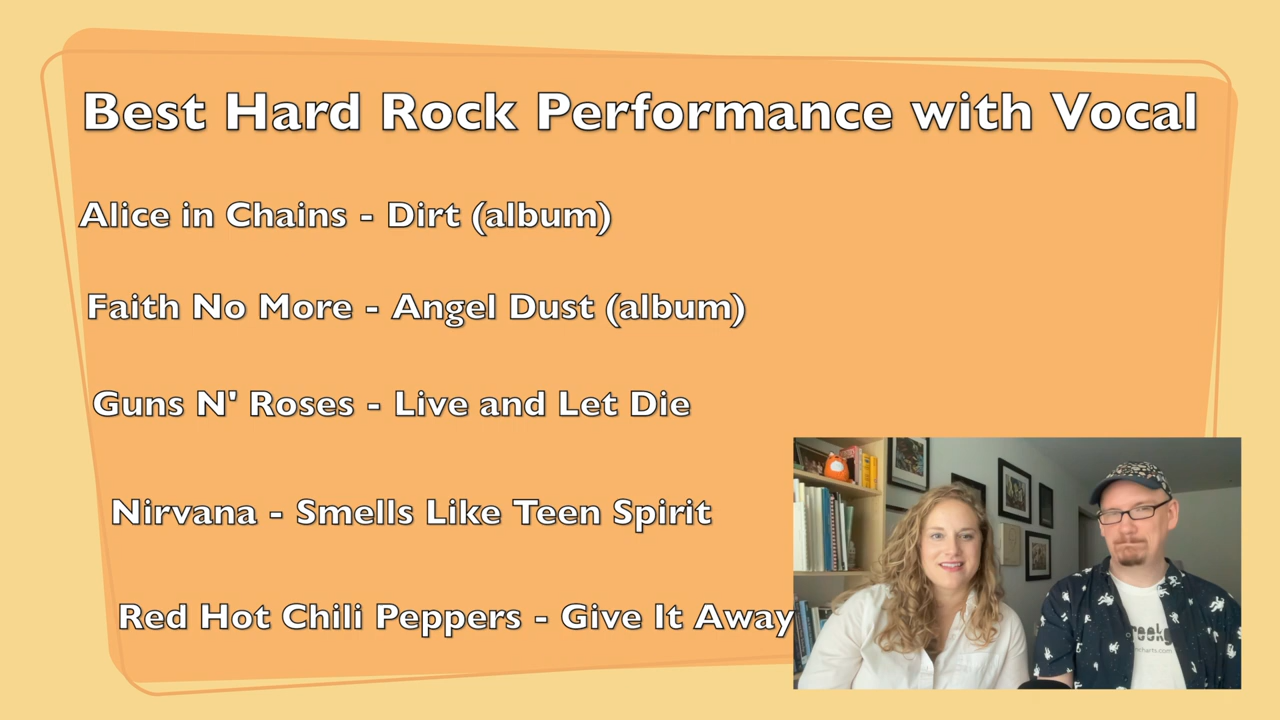 Best Hard Rock Performance with Vocal
Alice in Chains - Dirt (album)
Faith No More - Angel Dust (album)
Guns N' Roses - Live and Let Die
Nirvana - Smells Like Teen Spirit
Red Hot Chili Peppers - Give It Away